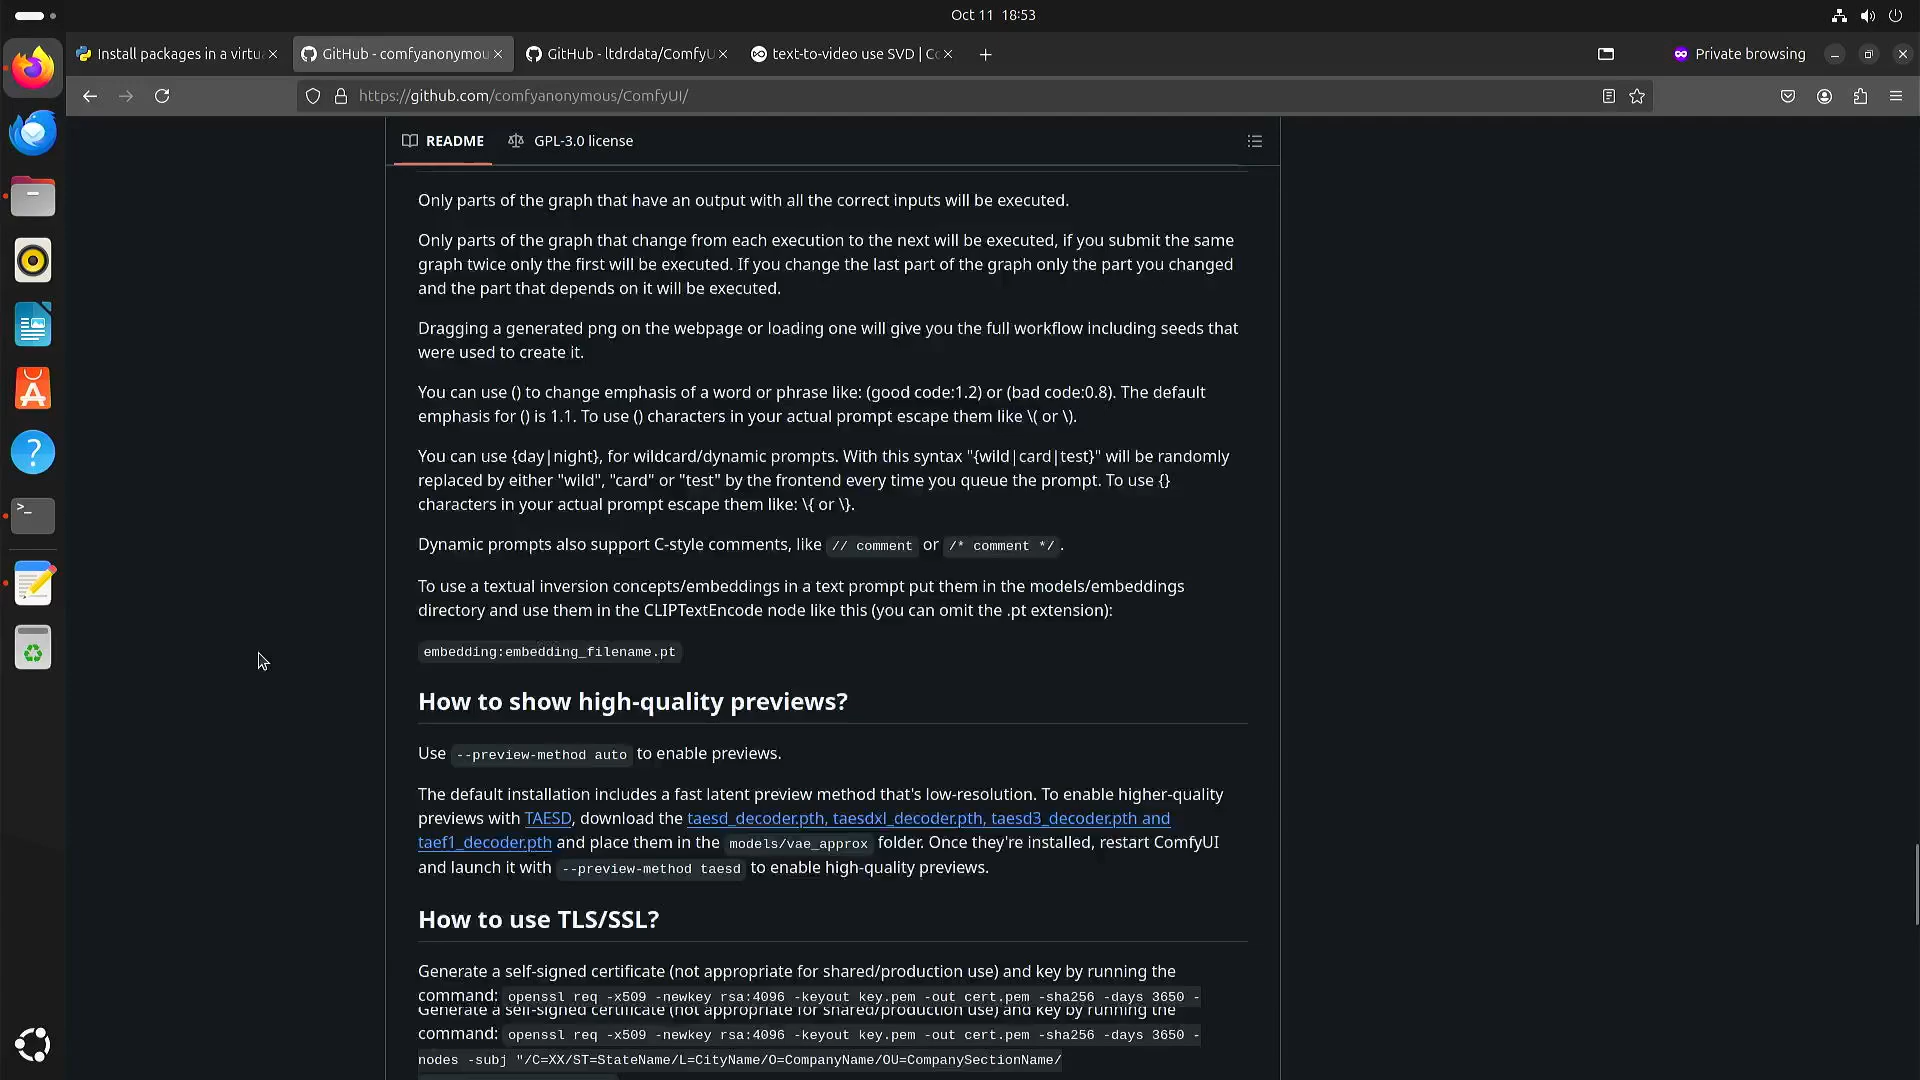 Oct 11 18:53
Install packages in a virtu
GitHub - comfyanonymou
GitHub - ltdrdata/ComfyU
text-to-video use SVD | Co
Private browsing
https://github.com/comfyanonymous/ComfyUI/
README
GPL-3.0 license
Only parts of the graph that have an output with all the correct inputs will be executed.
Only parts of the graph that change from each execution to the next will be executed, if you submit the same
graph twice only the first will be executed. If you change the last part of the graph only the part you changed
and the part that depends on it will be executed.
Dragging a generated png on the webpage or loading one will give you the full workflow including seeds that
were used to create it.
You can use () to change emphasis of a word or phrase like: (good code:1.2) or (bad code:0.8). The default
emphasis for () is 1.1. To use () characters in your actual prompt escape them like \( or \).
You can use {day|night}, for wildcard/dynamic prompts. With this syntax "{wild|card|test}" will be randomly
replaced by either "wild", "card" or "test" by the frontend every time you queue the prompt. To use {}
characters in your actual prompt escape them like: \{ or \}.
Dynamic prompts also support C-style comments, like // comment or /* comment */.
To use a textual inversion concepts/embeddings in a text prompt put them in the models/embeddings
directory and use them in the CLIPTextEncode node like this (you can omit the .pt extension):
embedding:embedding_filename.pt
How to show high-quality previews?
Use --preview-method auto to enable previews.
The default installation includes a fast latent preview method that's low-resolution. To enable higher-quality
previews with TAESD, download the taesd_decoder.pth, taesdxl_decoder.pth, taesd3_decoder.pth and
taef1_decoder.pth and place them in the models/vae_approx folder. Once they're installed, restart ComfyUI
and launch it with --preview-method taesd to enable high-quality previews.
How to use TLS/SSL?
Generate a self-signed certificate (not appropriate for shared/production use) and key by running the
command: openssl req -x509 -newkey rsa:4096 -keyout key.pem -out cert.pem -sha256 -days 3650 -
Generate a self-signed certificate (not appropriate for shared/production use) and key by running the
command: openssl req -x509 -newkey rsa:4096 -keyout key.pem -out cert.pem -sha256 -days 3650 -
nodes -subj "/C=XX/ST=StateName/L=CityName/O=CompanyName/OU=CompanySectionName/